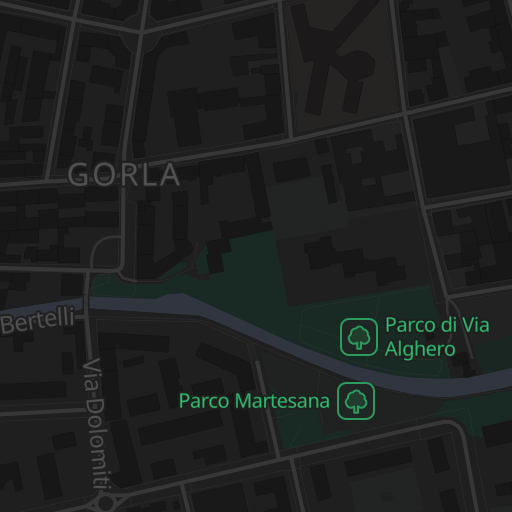 GORLA
Bertelli
Parco di Via
Alghero
Via Dolomiti
Parco Martesana